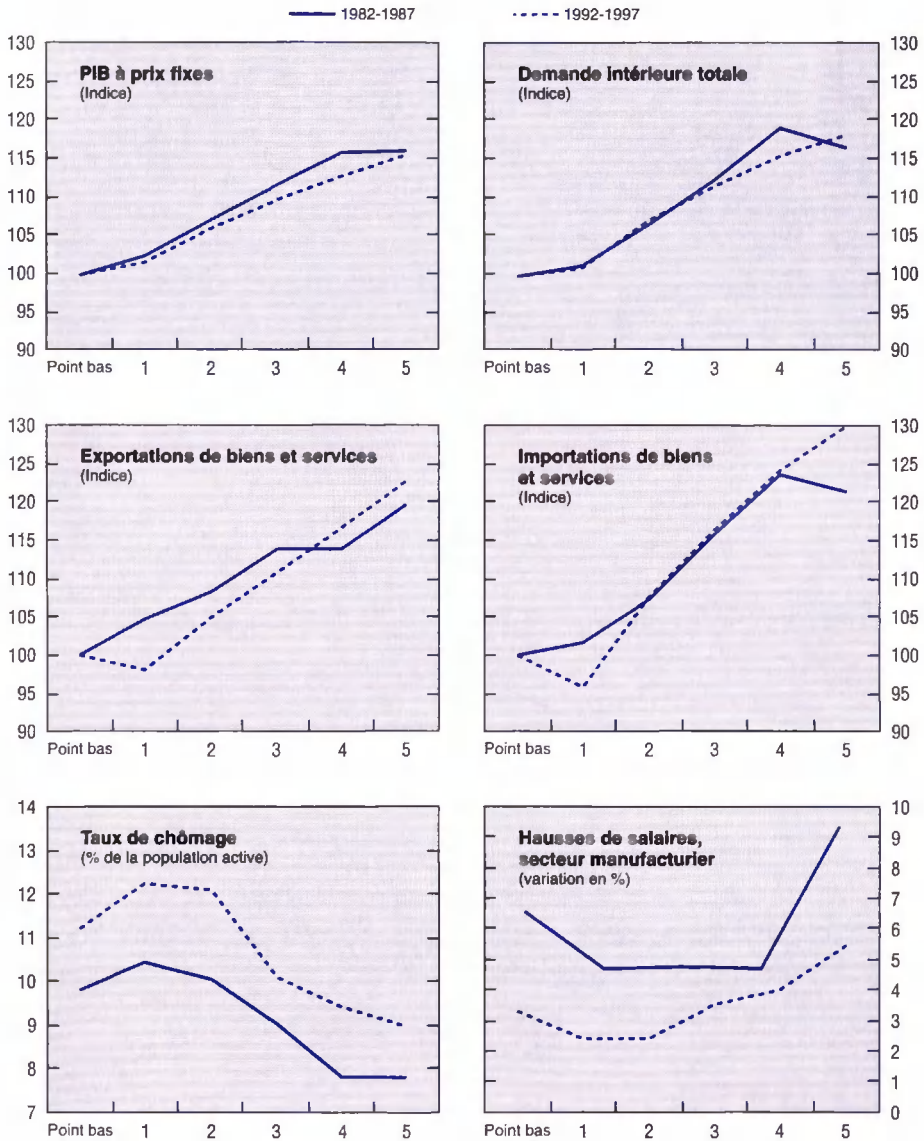 1982-1987
1992-1997
PIB à prix fixes
(Indice)
130
125
120
115
110
105
100
95
90
Point bas 1 2 3 4 5
Demande intérieure totale
(Indice)
130
125
120
115
110
105
100
95
90
Point bas 1 2 3 4 5
Exportations de biens et services
(Indice)
130
125
120
115
110
105
100
95
90
Point bas 1 2 3 4 5
Importations de biens
et services
(Indice)
130
125
120
115
110
105
100
95
90
Point bas 1 2 3 4 5
Taux de chômage
(% de la population active)
14
13
12
11
10
9
8
7
Point bas 1 2 3 4 5
Hausses de salaires,
secteur manufacturier
(variation en %)
10
9
8
7
6
5
4
3
2
1
0
Point bas 1 2 3 4 5